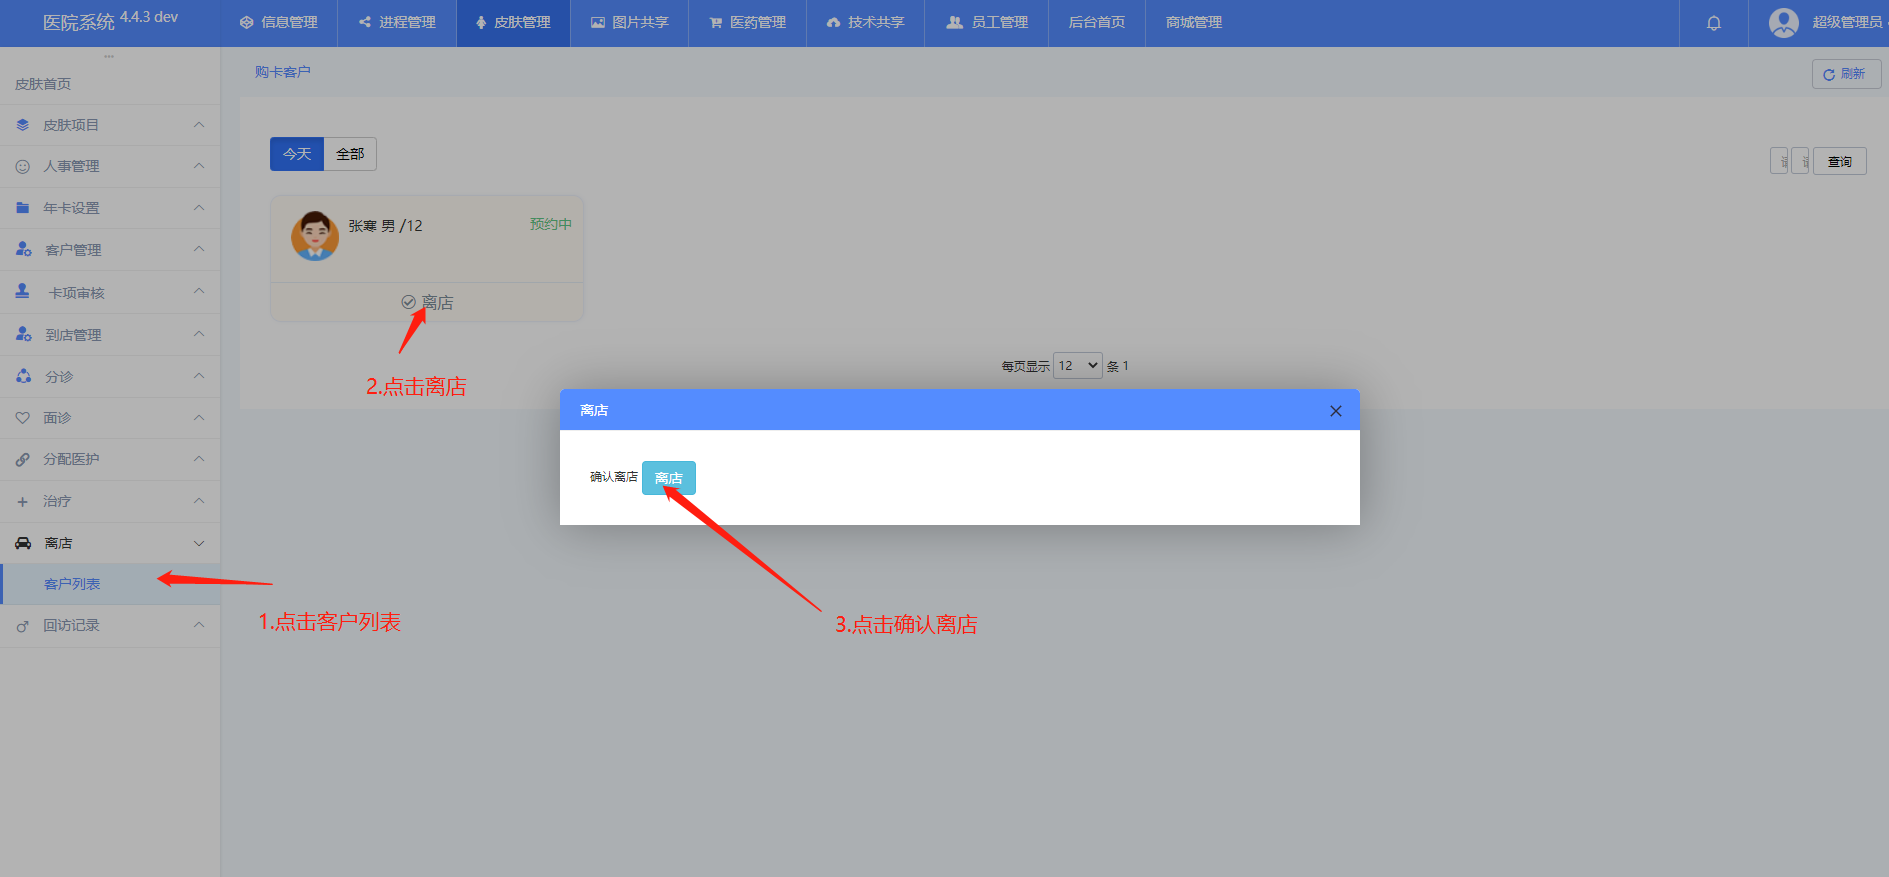 医院系统 4.4.3 dev
信息管理
进程管理
皮肤管理
图片共享
医药管理
技术共享
员工管理
后台首页
商城管理
超级管理员
皮肤首页
皮肤项目
人事管理
年卡设置
客户管理
卡项审核
到店管理
分诊
面诊
分配医护
治疗
离店
客户列表
回访记录
购卡客户
刷新
今天
全部
查询
张寒 男 /12
预约中
离店
2.点击离店
每页显示 12 条 1
离店
确认离店 离店
1.点击客户列表
3.点击确认离店